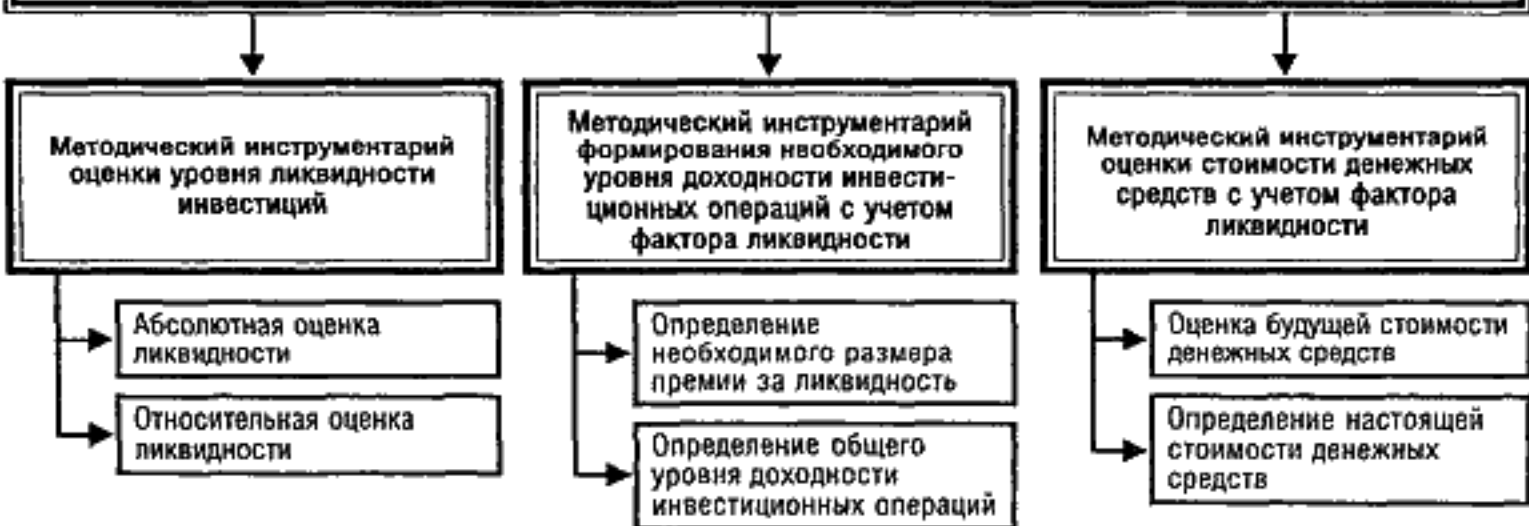 Методический инструментарий
оценки уровня ликвидности
инвестиций
Методический инструментарий
формирования необходимого
уровня доходности инвести-
ционных операций с учетом
фактора ликвидности
Методический инструментарий
оценки стоимости денежных
средств с учетом фактора
ликвидности
Абсолютная оценка
ликвидности
Относительная оценка
ликвидности
Определение
необходимого размера
премии за ликвидность
Определение общего
уровня доходности
инвестиционных операций
Оценка будущей стоимости
денежных средств
Определение настоящей
стоимости денежных
средств